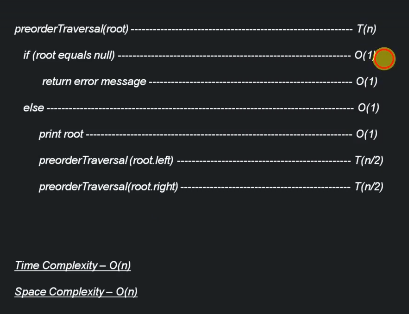 preorderTraversal(root) ------------------------------------------------------------ T(n)
if (root equals null) --------------------------------------------------------------- O(1)
return error message -------------------------------------------------------- O(1)
else ----------------------------------------------------------------------------------- O(1)
print root ------------------------------------------------------------------------ O(1)
preorderTraversal (root.left) ------------------------------------------------ T(n/2)
preorderTraversal(root.right) ----------------------------------------------- T(n/2)
Time Complexity – O(n)
Space Complexity – O(n)